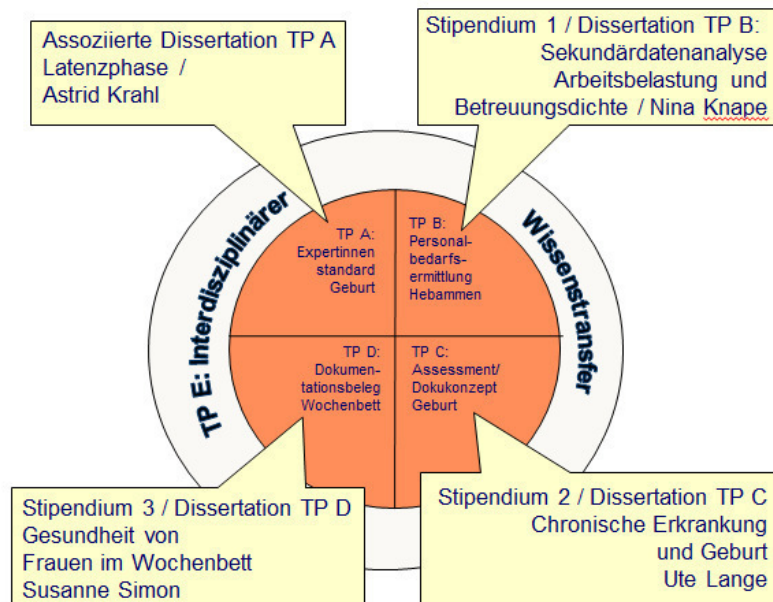 Assoziierte Dissertation TP A
Latenzphase /
Astrid Krahl
Stipendium 1 / Dissertation TP B:
Sekundärdatenanalyse
Arbeitsbelastung und
Betreuungsdichte / Nina Knape
TP E: Interdisziplinärer
Wissenstransfer
TP A:
Expertinnen
standard
Geburt
TP B:
Personal-
bedarfs-
ermittlung
Hebammen
TP D:
Dokumen-
tationsbeleg
Wochenbett
TP C:
Assessment/
Dokukonzept
Geburt
Stipendium 3 / Dissertation TP D
Gesundheit von
Frauen im Wochenbett
Susanne Simon
Stipendium 2 / Dissertation TP C
Chronische Erkrankung
und Geburt
Ute Lange